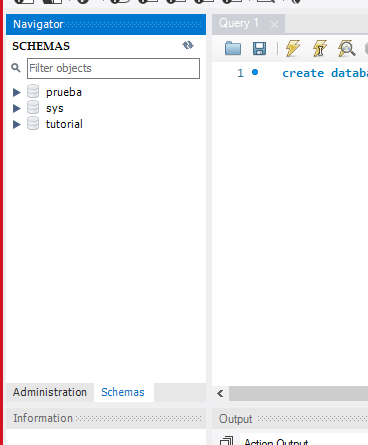 Navigator
SCHEMAS
Filter objects
prueba
sys
tutorial
Administration Schemas
Information
Query 1
1 create databa
Output
Action Output